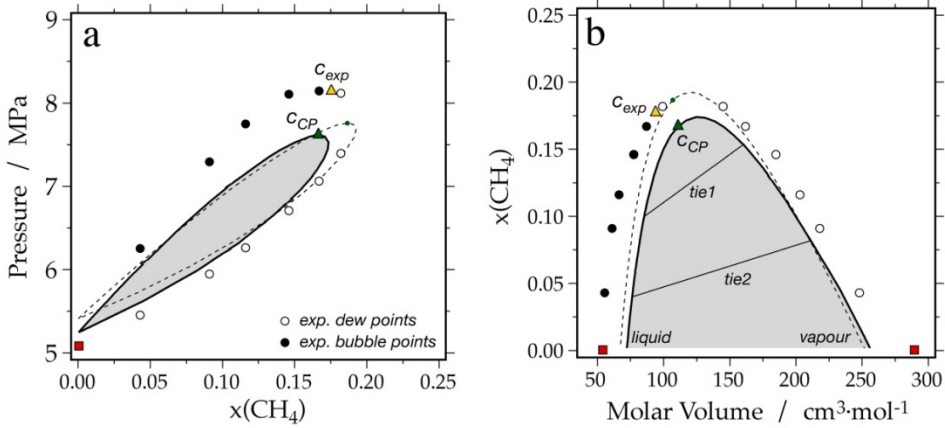 a
9
8
7
6
5
Pressure / MPa
0.00 0.05 0.10 0.15 0.20 0.25
x(CH₄)
c_exp
c_CP
exp. dew points
exp. bubble points
b
0.25
0.20
0.15
0.10
0.05
0.00
x(CH₄)
50 100 150 200 250 300
Molar Volume / cm³·mol⁻¹
c_exp
c_CP
tie1
tie2
liquid vapour